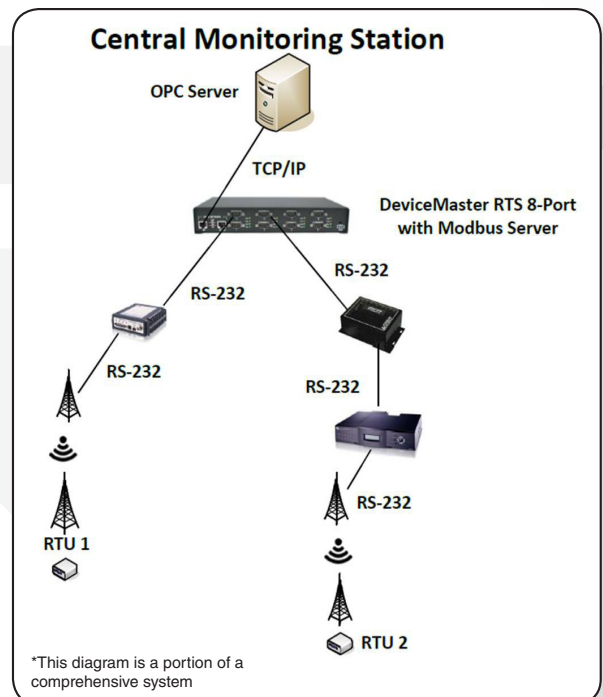 Central Monitoring Station
OPC Server
TCP/IP
DeviceMaster RTS 8-Port
with Modbus Server
RS-232
RS-232
RS-232
RS-232
RS-232
RTU 1
RTU 2
*This diagram is a portion of a
comprehensive system